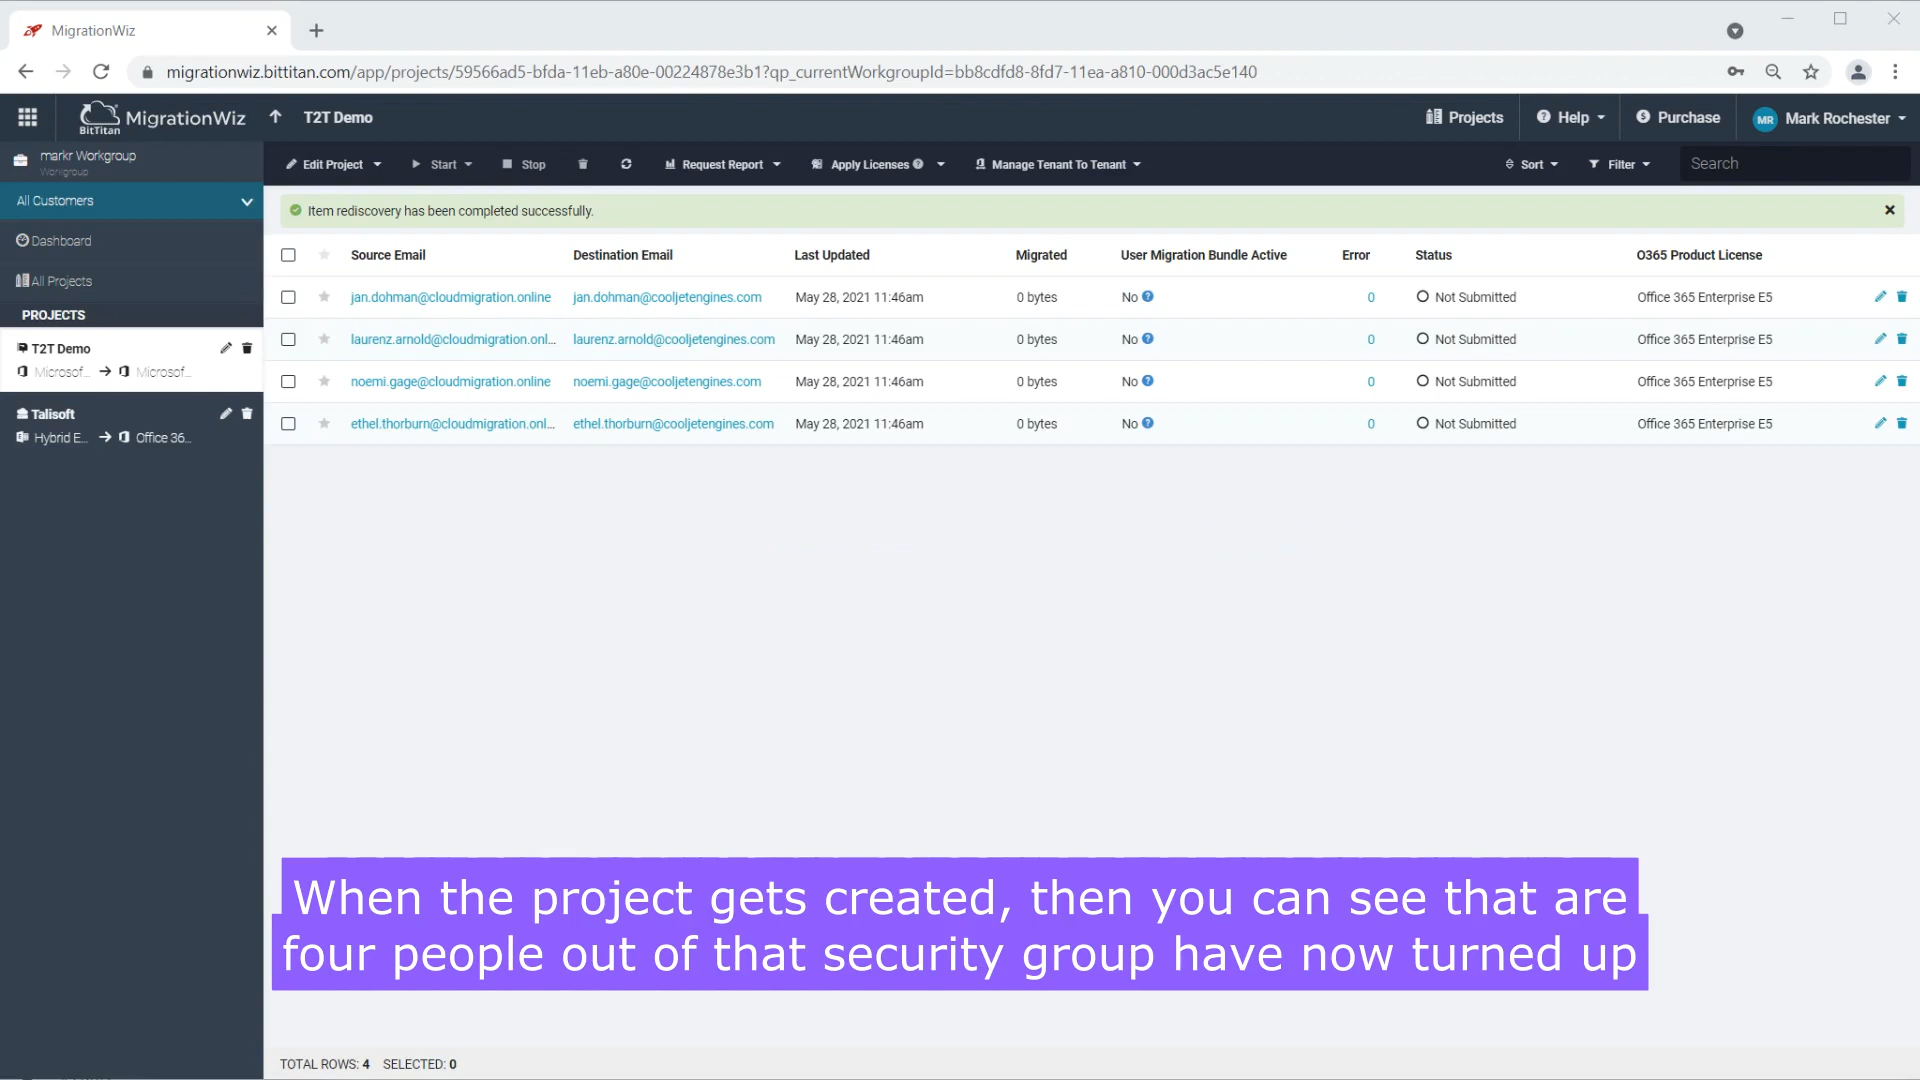 MigrationWiz
migrationwiz.bittitan.com/app/projects/59566ad5-bfda-11eb-a80e-00224878e3b1?qp_currentWorkgroupId=bb8cdfd8-8fd7-11ea-a810-000d3ac5e140
BitTitan MigrationWiz T2T Demo Projects Help Purchase MR Mark Rochester
markr Workgroup
Workgroup
Edit Project Start Stop Request Report Apply Licenses Manage Tenant To Tenant Sort Filter Search
All Customers
Item rediscovery has been completed successfully.
Dashboard
All Projects
PROJECTS
T2T Demo
Microsof... Microsof...
Talisoft
Hybrid E... Office 36...
Source Email Destination Email Last Updated Migrated User Migration Bundle Active Error Status O365 Product License
jan.dohman@cloudmigration.online jan.dohman@cooljetengines.com May 28, 2021 11:46am 0 bytes No 0 Not Submitted Office 365 Enterprise E5
laurenz.arnold@cloudmigration.onl... laurenz.arnold@cooljetengines.com May 28, 2021 11:46am 0 bytes No 0 Not Submitted Office 365 Enterprise E5
noemi.gage@cloudmigration.online noemi.gage@cooljetengines.com May 28, 2021 11:46am 0 bytes No 0 Not Submitted Office 365 Enterprise E5
ethel.thorburn@cloudmigration.onl... ethel.thorburn@cooljetengines.com May 28, 2021 11:46am 0 bytes No 0 Not Submitted Office 365 Enterprise E5
When the project gets created, then you can see that are
four people out of that security group have now turned up
TOTAL ROWS: 4 SELECTED: 0